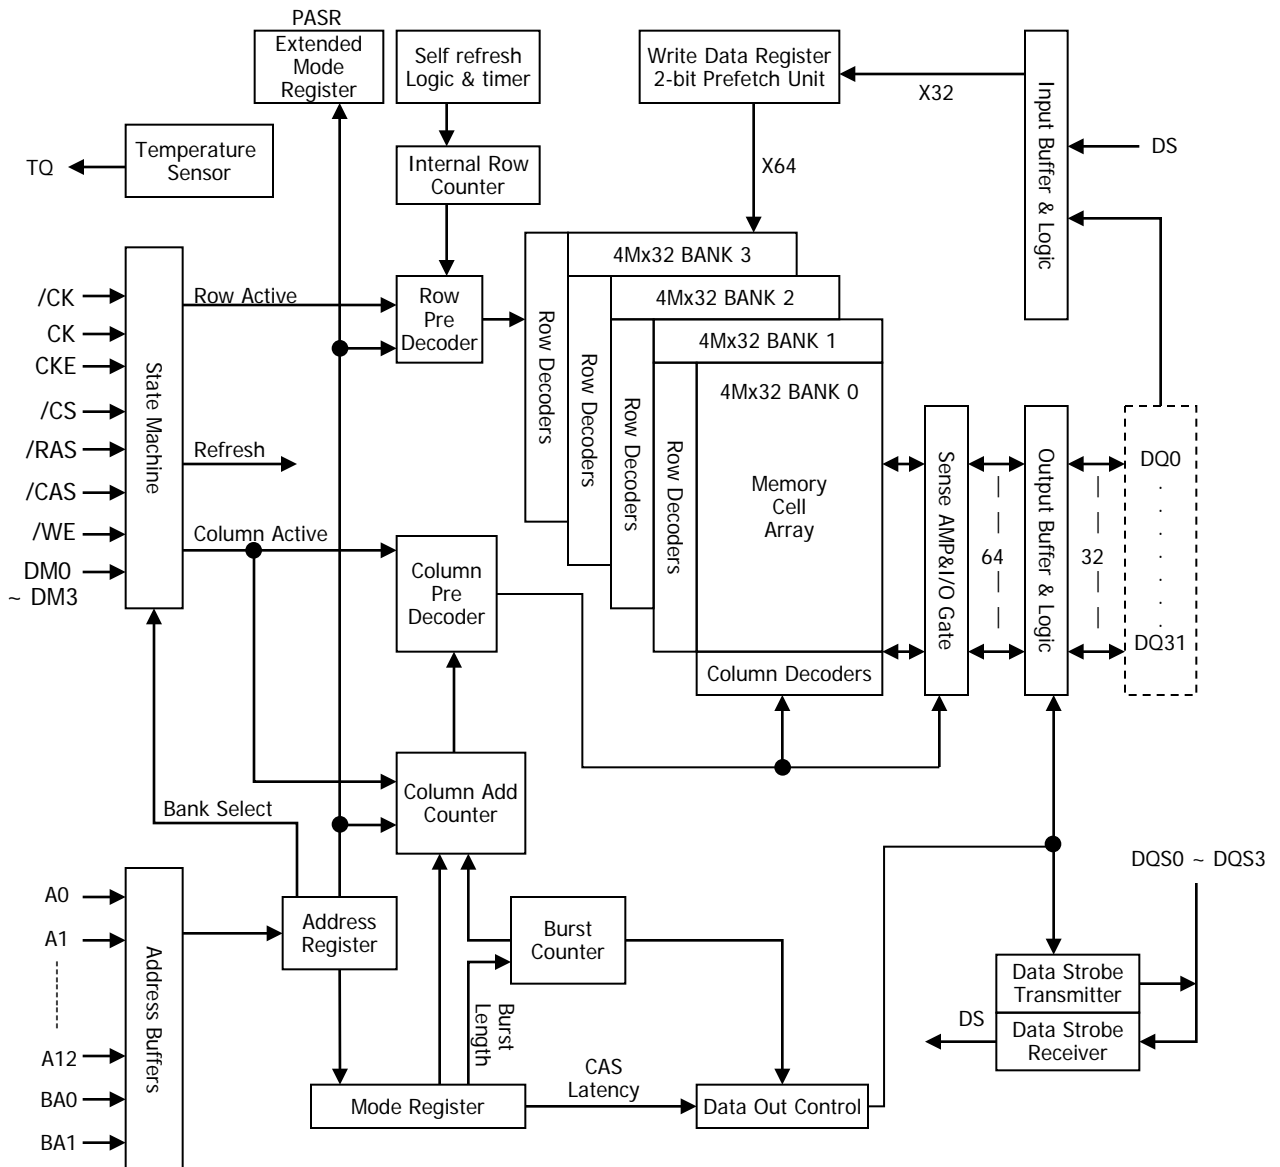 PASR
Extended
Mode
Register
Self refresh
Logic & timer
Write Data Register
2-bit Prefetch Unit
X32
Input Buffer & Logic
DS
TQ
Temperature
Sensor
Internal Row
Counter
X64
State Machine
/CK
CK
CKE
/CS
/RAS
/CAS
/WE
DM0
~ DM3
Row Active
Refresh
Column Active
Row
Pre
Decoder
Row Decoders
4Mx32 BANK 3
Row Decoders
4Mx32 BANK 2
Row Decoders
4Mx32 BANK 1
Row Decoders
4Mx32 BANK 0
Memory
Cell
Array
Column Decoders
Sense AMP&I/O Gate
64
Output Buffer & Logic
32
DQ0
DQ31
Column
Pre
Decoder
Column Add
Counter
Bank Select
A0
A1
A12
BA0
BA1
Address Buffers
Address
Register
Burst
Counter
Burst
Length
Mode Register
CAS
Latency
Data Out Control
DQS0 ~ DQS3
Data Strobe
Transmitter
Data Strobe
Receiver
DS